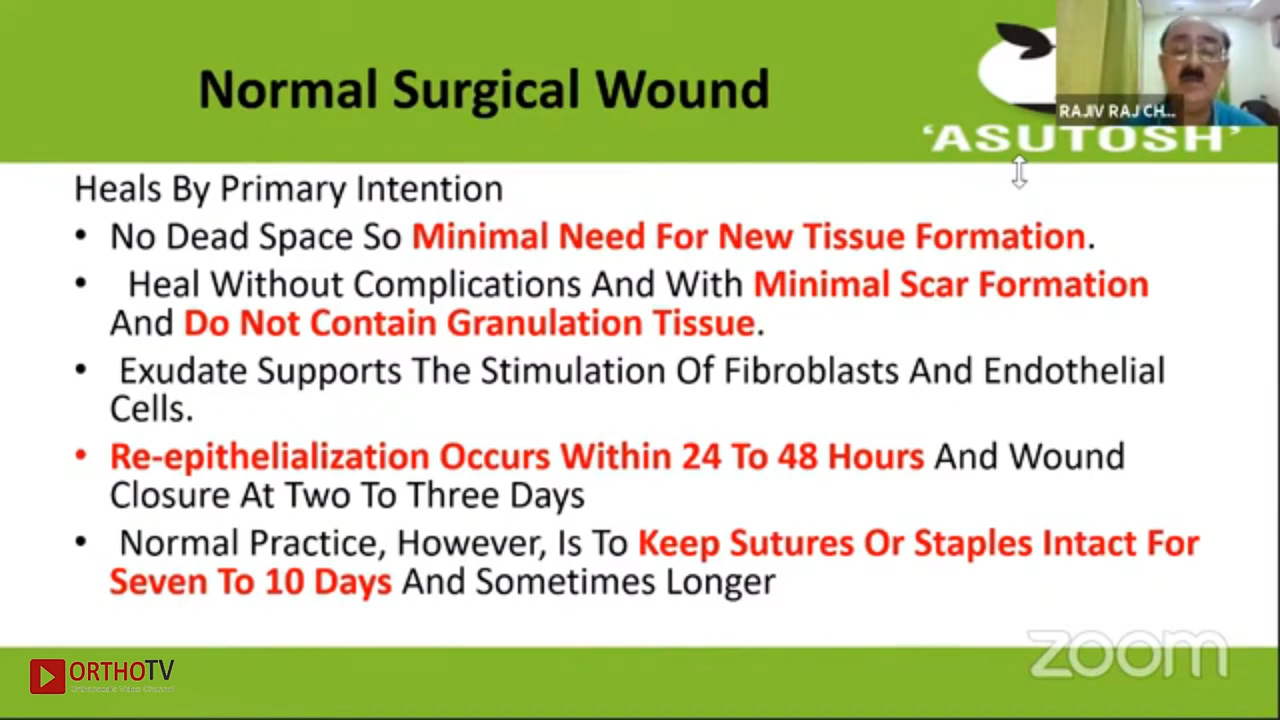 Normal Surgical Wound
RAJIV RAJ CH...
‘ASUTOSH’
Heals By Primary Intention
• No Dead Space So Minimal Need For New Tissue Formation.
• Heal Without Complications And With Minimal Scar Formation
And Do Not Contain Granulation Tissue.
• Exudate Supports The Stimulation Of Fibroblasts And Endothelial
Cells.
• Re-epithelialization Occurs Within 24 To 48 Hours And Wound
Closure At Two To Three Days
• Normal Practice, However, Is To Keep Sutures Or Staples Intact For
Seven To 10 Days And Sometimes Longer
zoom
ORTHOTV